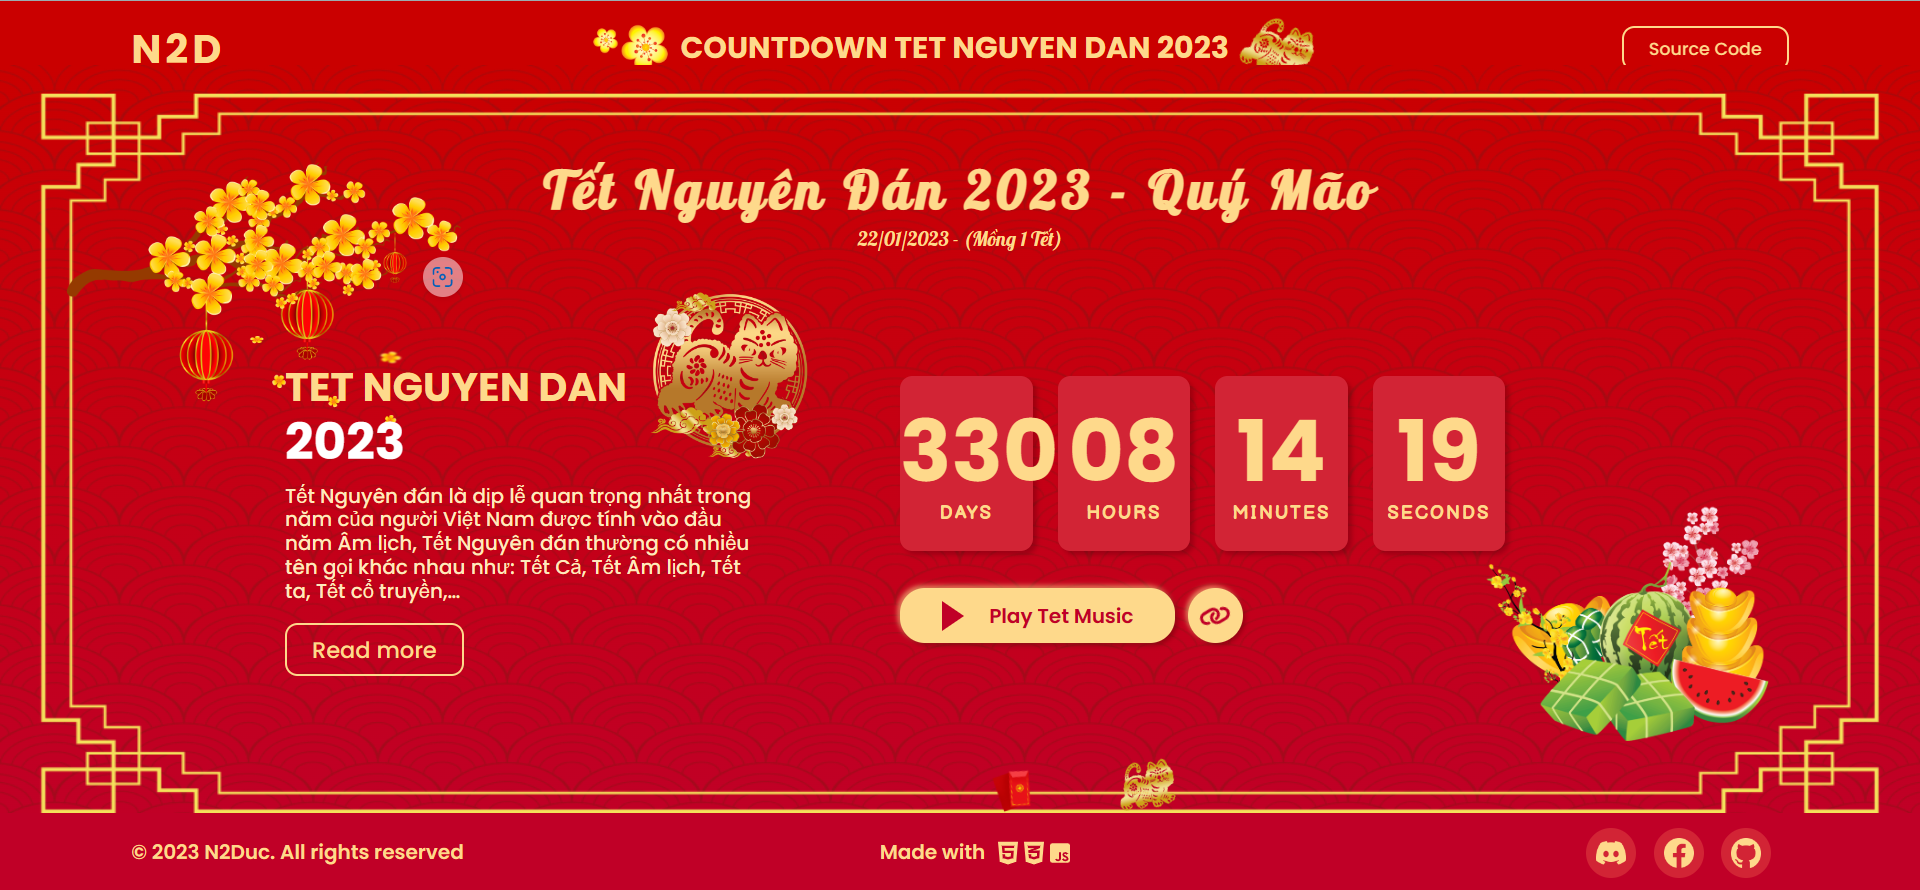 N2D
COUNTDOWN TET NGUYEN DAN 2023
Source Code
Tết Nguyên Đán 2023 - Quý Mão
22/01/2023 - (Mồng 1 Tết)
TET NGUYEN DAN
2023
Tết Nguyên đán là dịp lễ quan trọng nhất trong
năm của người Việt Nam được tính vào đầu
năm Âm lịch, Tết Nguyên đán thường có nhiều
tên gọi khác nhau như: Tết Cả, Tết Âm lịch, Tết
ta, Tết cổ truyền,...
Read more
330 08 14 19
DAYS HOURS MINUTES SECONDS
Play Tet Music
Tết
© 2023 N2Duc. All rights reserved
Made with
JS